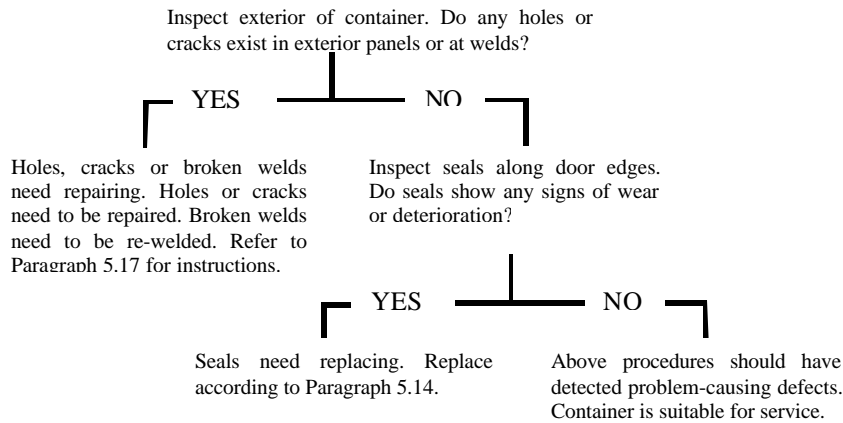 Inspect exterior of container. Do any holes or
cracks exist in exterior panels or at welds?
YES
NO
Holes, cracks or broken welds
need repairing. Holes or cracks
need to be repaired. Broken welds
need to be re-welded. Refer to
Paragraph 5.17 for instructions.
Inspect seals along door edges.
Do seals show any signs of wear
or deterioration?
YES
NO
Seals need replacing. Replace
according to Paragraph 5.14.
Above procedures should have
detected problem-causing defects.
Container is suitable for service.